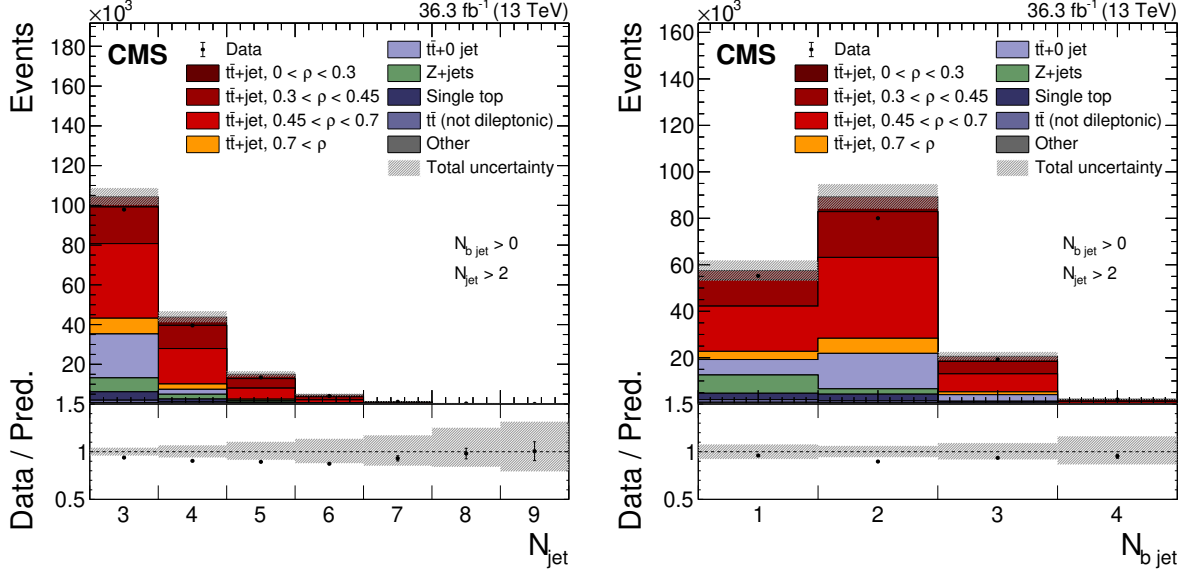 ×10³ 36.3 fb⁻¹ (13 TeV)
Events
180
160
140
120
100
80
60
40
20
CMS
Data
tt̄+jet, 0 < ρ < 0.3
tt̄+jet, 0.3 < ρ < 0.45
tt̄+jet, 0.45 < ρ < 0.7
tt̄+jet, 0.7 < ρ
tt̄+0 jet
Z+jets
Single top
tt̄ (not dileptonic)
Other
Total uncertainty
N_b jet > 0
N_jet > 2
Data / Pred.
1.5
1
0.5
3 4 5 6 7 8 9
N_jet
×10³ 36.3 fb⁻¹ (13 TeV)
Events
160
140
120
100
80
60
40
20
CMS
Data
tt̄+jet, 0 < ρ < 0.3
tt̄+jet, 0.3 < ρ < 0.45
tt̄+jet, 0.45 < ρ < 0.7
tt̄+jet, 0.7 < ρ
tt̄+0 jet
Z+jets
Single top
tt̄ (not dileptonic)
Other
Total uncertainty
N_b jet > 0
N_jet > 2
Data / Pred.
1.5
1
0.5
1 2 3 4
N_b jet